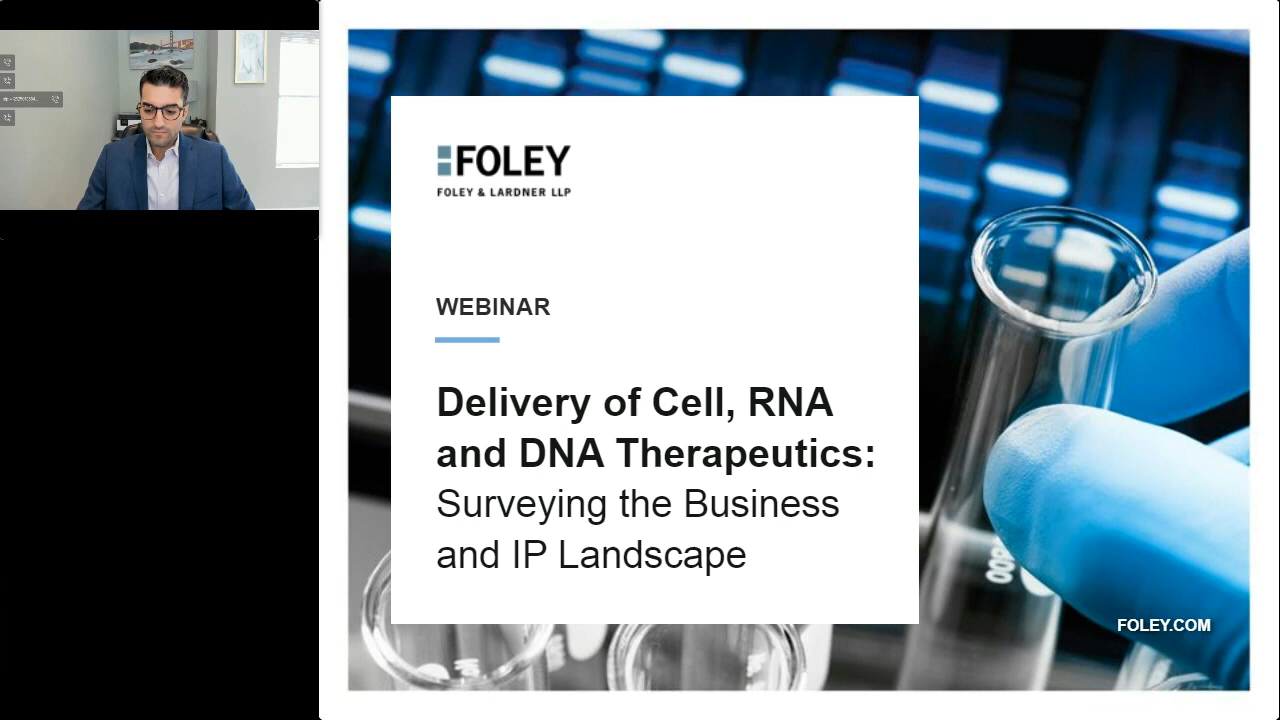 FOLEY
FOLEY & LARDNER LLP
WEBINAR
Delivery of Cell, RNA
and DNA Therapeutics:
Surveying the Business
and IP Landscape
FOLEY.COM